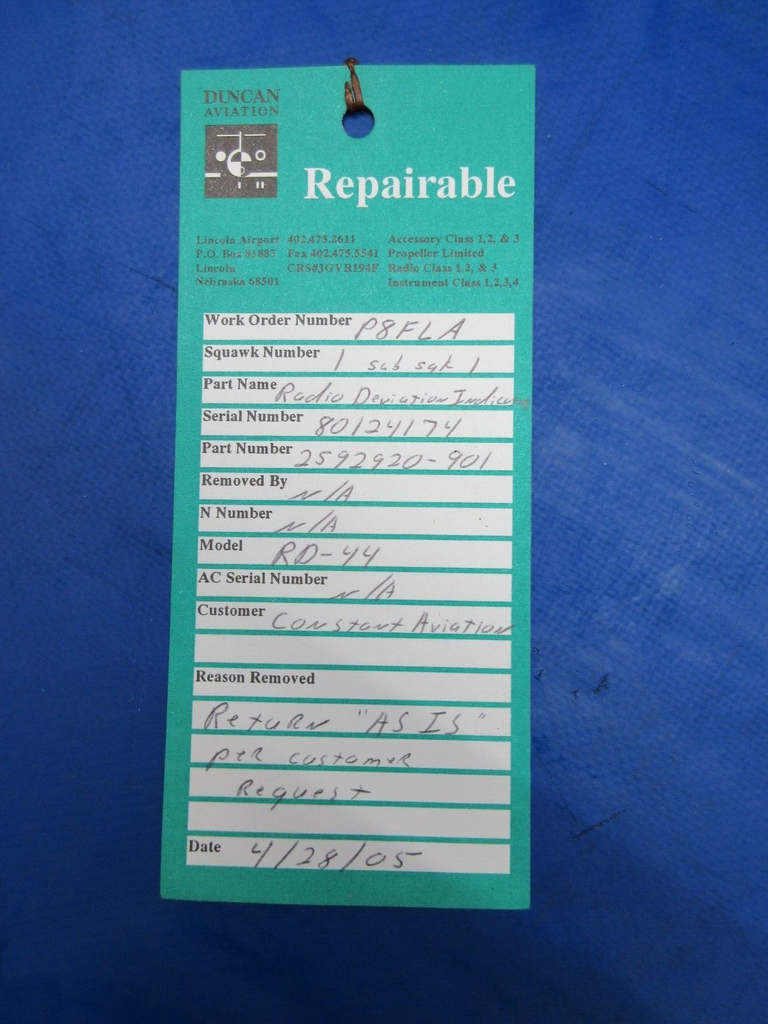 DUNCAN
AVIATION
Repairable
Lincoln Airport 402.475.2611 Accessory Class 1,2, & 3
P.O. Box 81887 Fax 402.475.5541 Propeller Limited
Lincoln CRS#JGVR194F Radio Class 1,2, & 3
Nebraska 68501 Instrument Class 1,2,3,4
Work Order Number P8FLA
Squawk Number 1 sub sqk 1
Part Name Radio Deviation
Serial Number 80124174
Part Number 2592920-901
Removed By N/A
N Number N/A
Model RD-44
AC Serial Number N/A
Customer Constant Aviation
Reason Removed
Return "AS IS"
per customer
Request
Date 4/28/05